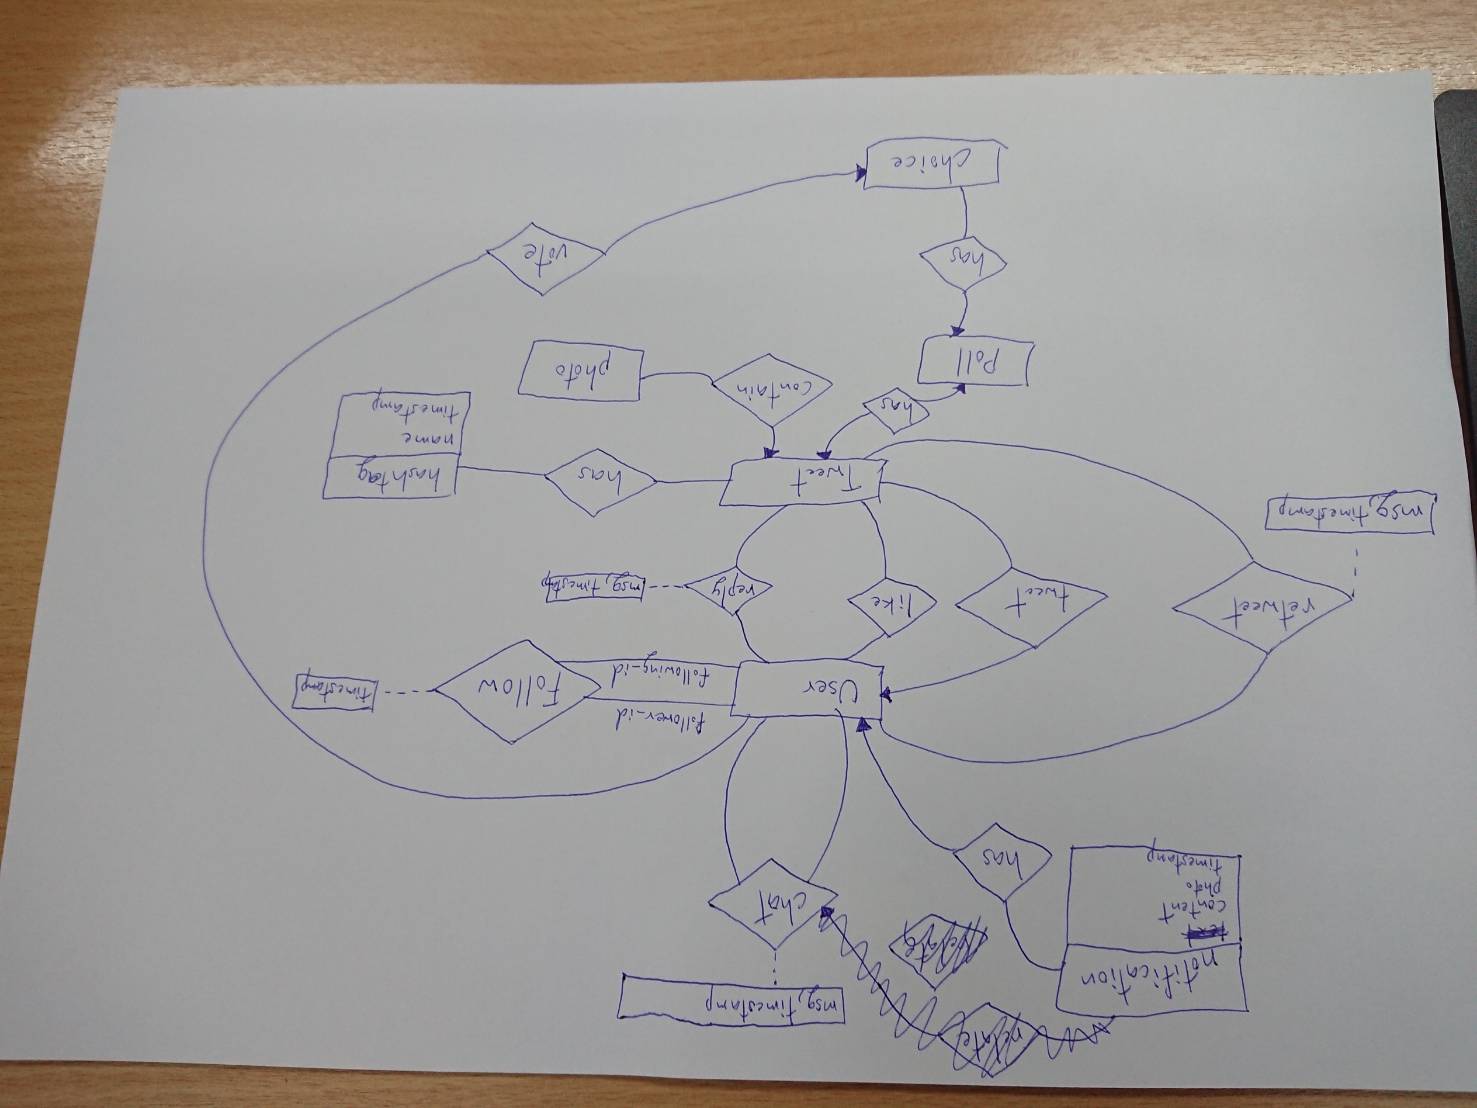 relate
msg, timestamp
notification
relate
text
content
photo
timestamp
chat
has
follower_id
User
Follow
timestamp
following_id
retweet
tweet
like
reply
msg, timestamp
msg, timestamp
Tweet
has
hashtag
name
timestamp
has
contain
photo
Poll
has
vote
choice